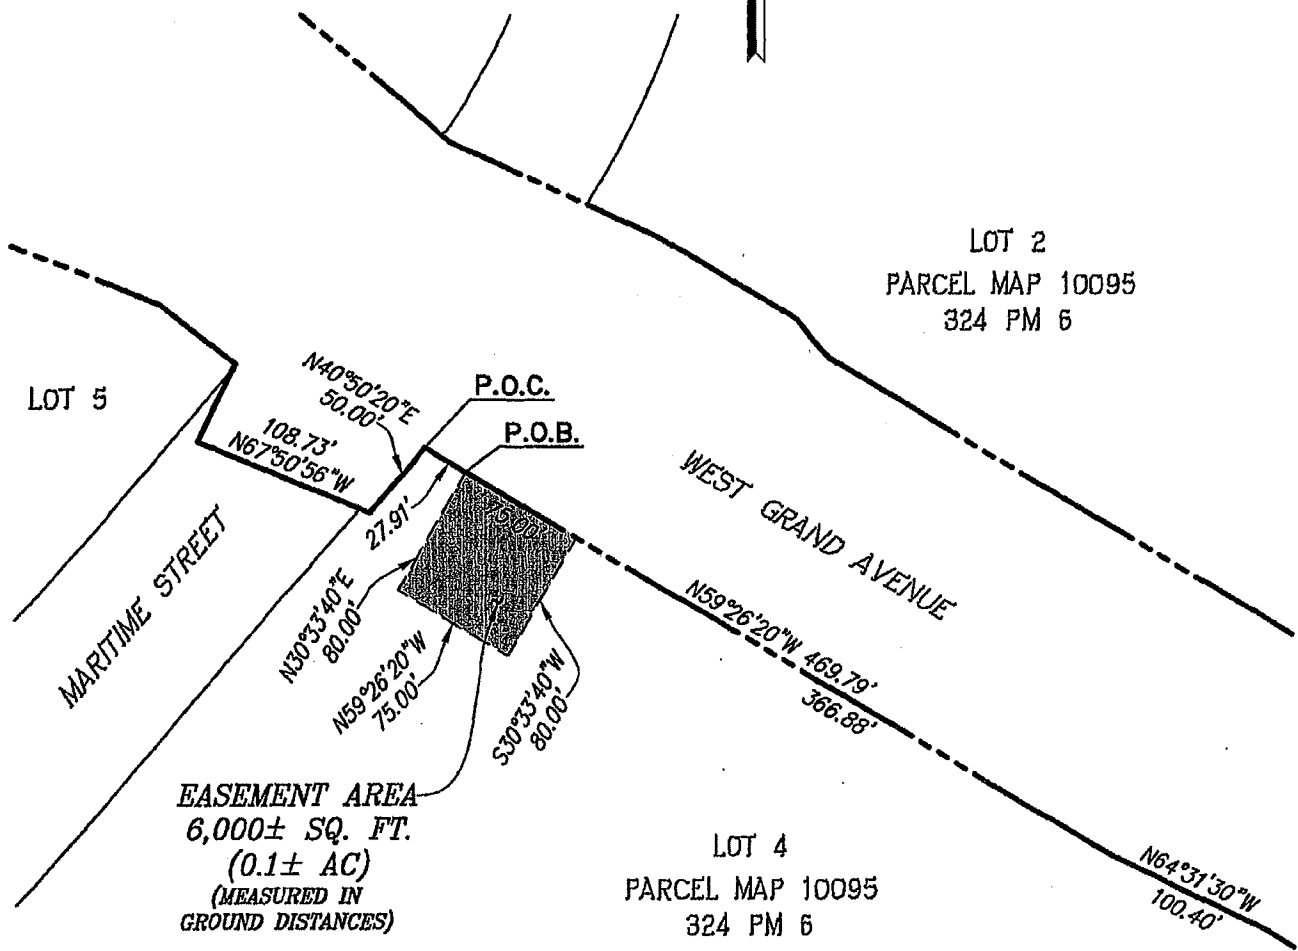 LOT 2
PARCEL MAP 10095
324 PM 6
LOT 5
N40°50'20"E
50.00'
P.O.C.
108.73'
N67°50'56"W
P.O.B.
27.91'
75.00'
WEST GRAND AVENUE
MARITIME STREET
N30°33'40"E
80.00'
N59°26'20"W
75.00'
S30°33'40"W
80.00'
N59°26'20"W 469.79'
366.88'
EASEMENT AREA
6,000± SQ. FT.
(0.1± AC)
(MEASURED IN
GROUND DISTANCES)
LOT 4
PARCEL MAP 10095
324 PM 6
N64°31'30"W
100.40'